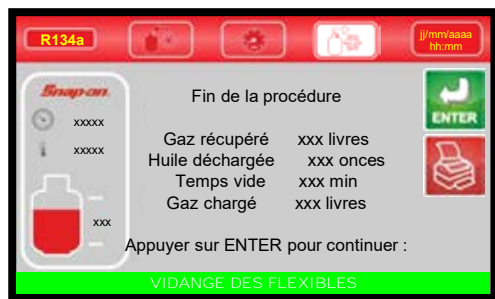 R134a
jj/mm/aaaa
hh:mm
Snap-on
ENTER
xxxxx
xxxxx
xxx
Fin de la procédure
Gaz récupéré xxx livres
Huile déchargée xxx onces
Temps vide xxx min
Gaz chargé xxx livres
Appuyer sur ENTER pour continuer :
VIDANGE DES FLEXIBLES